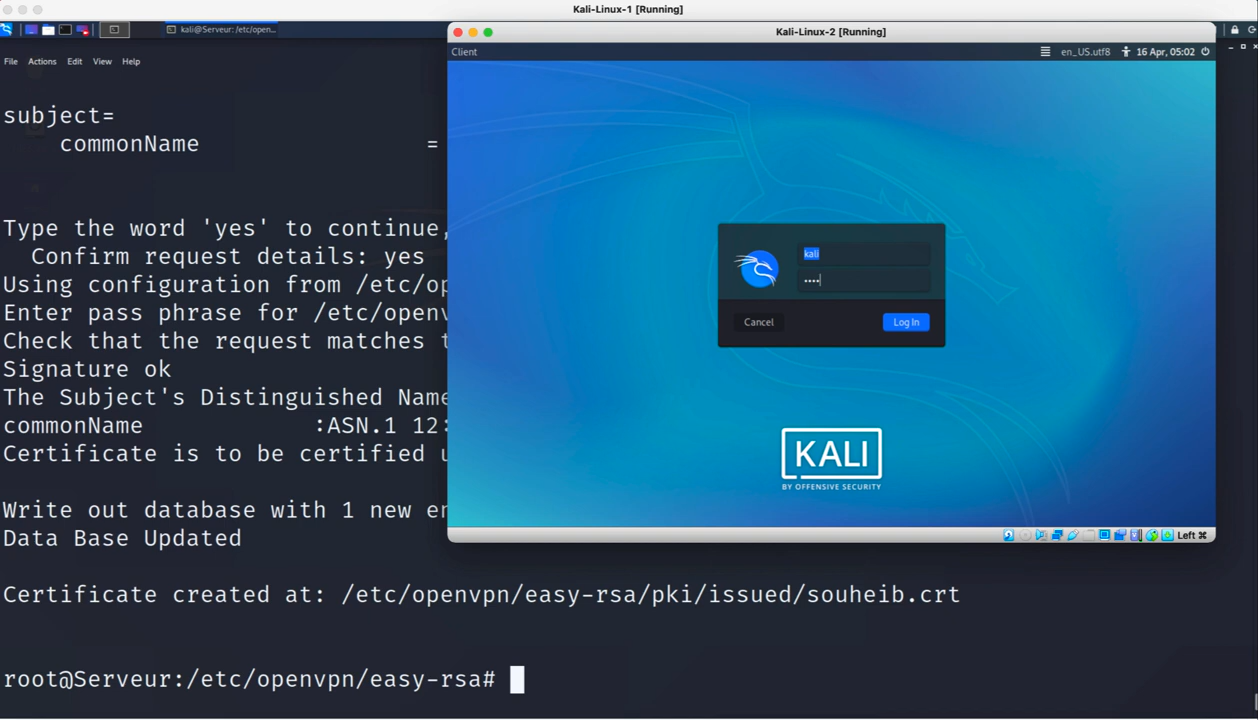 Kali-Linux-1 [Running]
kali@Serveur: /etc/open...
File Actions Edit View Help
subject=
commonName =
Type the word 'yes' to continue,
Confirm request details: yes
Using configuration from /etc/op
Enter pass phrase for /etc/openv
Check that the request matches t
Signature ok
The Subject's Distinguished Name
commonName :ASN.1 12:
Certificate is to be certified u
Write out database with 1 new en
Data Base Updated
Certificate created at: /etc/openvpn/easy-rsa/pki/issued/souheib.crt
root@Serveur:/etc/openvpn/easy-rsa#
Kali-Linux-2 [Running]
Client en_US.utf8 16 Apr, 05:02
kali
••••
Cancel Log In
KALI
BY OFFENSIVE SECURITY
Left ⌘